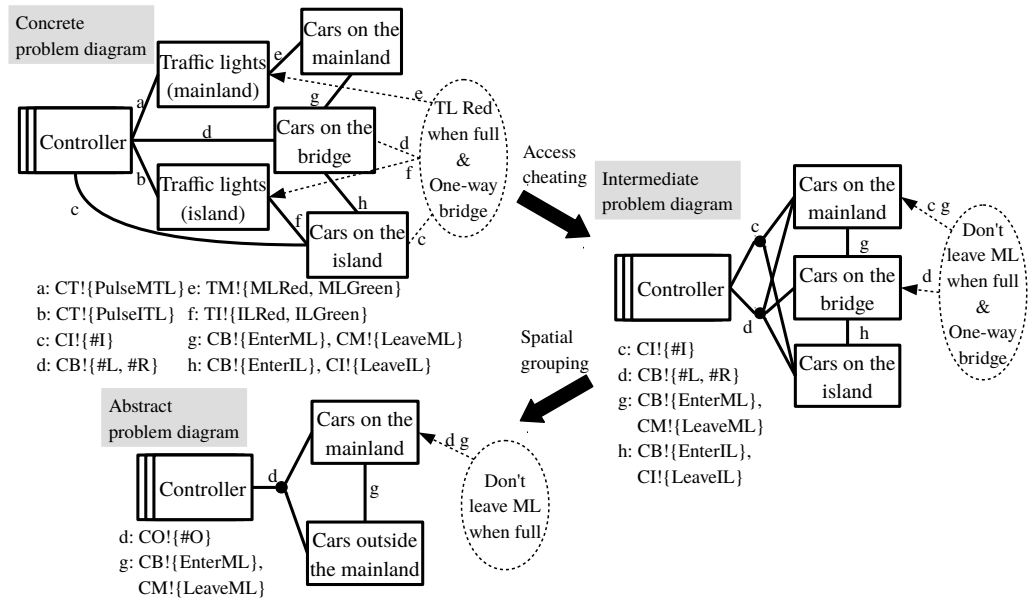 Concrete
problem diagram
Traffic lights
(mainland)
e
Cars on the
mainland
a
g
e
Controller
d
Cars on the
bridge
d
f
TL Red
when full
&
One-way
bridge
b
Traffic lights
(island)
h
c
f
Cars on the
island
c
a: CT!{PulseMTL} e: TM!{MLRed, MLGreen}
b: CT!{PulseITL} f: TI!{ILRed, ILGreen}
c: CI!{#I} g: CB!{EnterML}, CM!{LeaveML}
d: CB!{#L, #R} h: CB!{EnterIL}, CI!{LeaveIL}
Access
cheating
Intermediate
problem diagram
Cars on the
mainland
c g
c
g
Don't
leave ML
when full
&
One-way
bridge
Controller
Cars on the
bridge
d
d
h
Cars on the
island
c: CI!{#I}
d: CB!{#L, #R}
g: CB!{EnterML},
CM!{LeaveML}
h: CB!{EnterIL},
CI!{LeaveIL}
Spatial
grouping
Abstract
problem diagram
Cars on the
mainland
d g
Controller
d
g
Don't
leave ML
when full
Cars outside
the mainland
d: CO!{#O}
g: CB!{EnterML},
CM!{LeaveML}